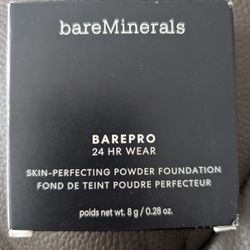 bareMinerals
BAREPRO
24 HR WEAR
SKIN-PERFECTING POWDER FOUNDATION
FOND DE TEINT POUDRE PERFECTEUR
poids net wt. 8 g / 0.28 oz.